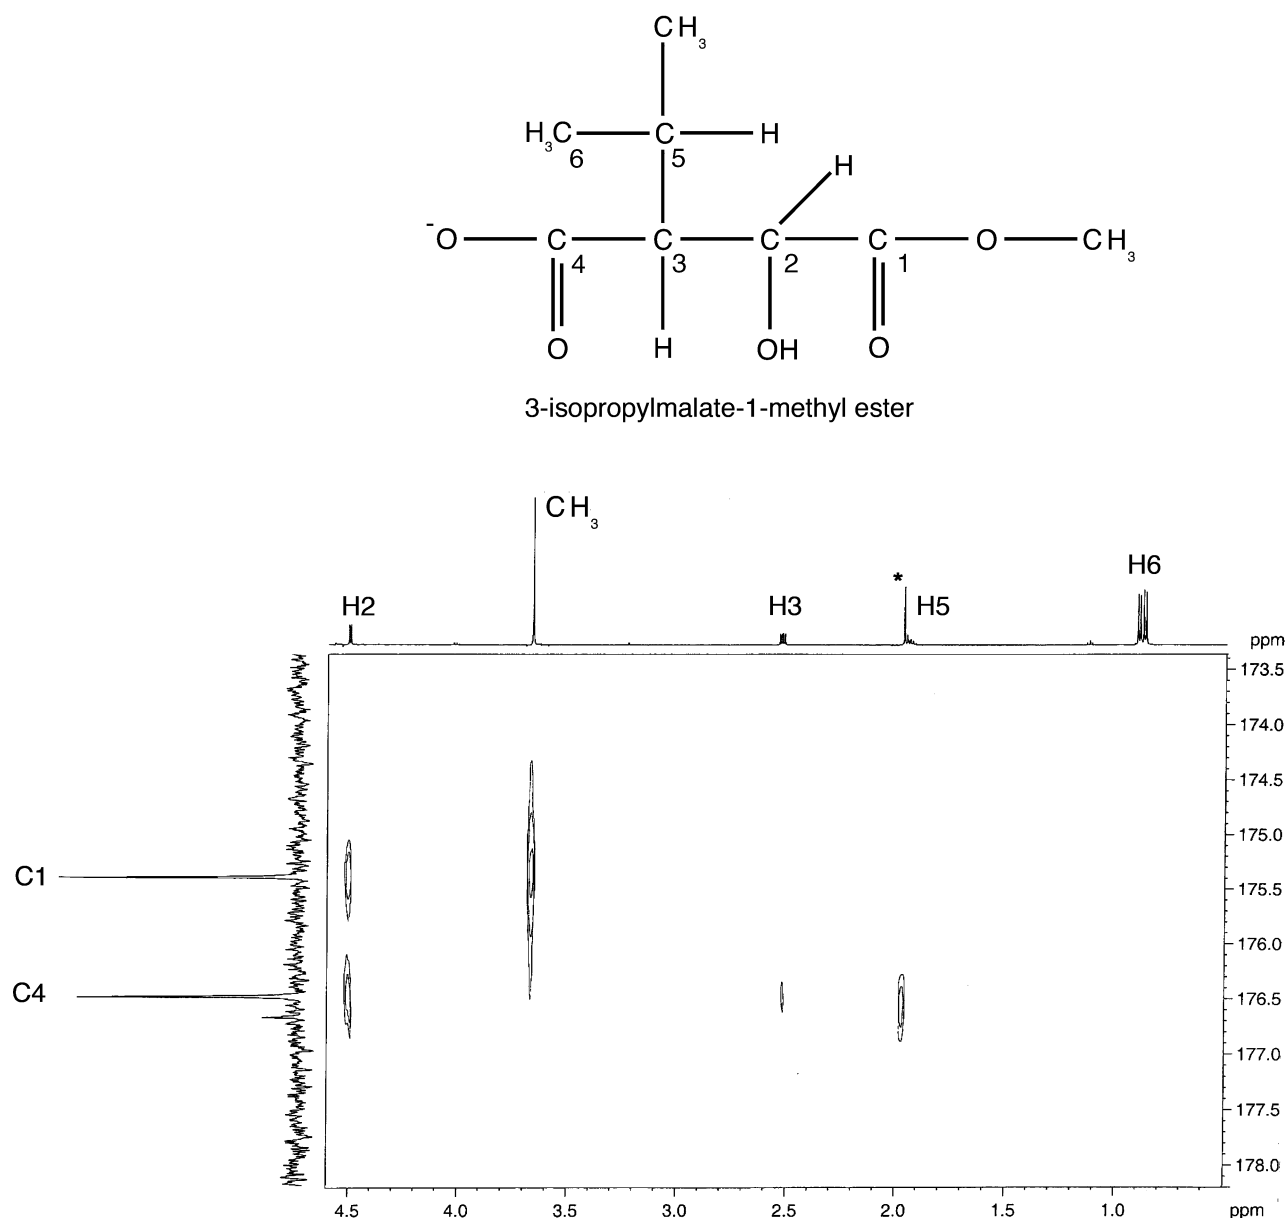 CH₃
H₃C C H
6 5
H
⁻O C C C C O CH₃
4 3 2 1
O H OH O
3-isopropylmalate-1-methyl ester
CH₃
H6
*
H2 H3 H5
ppm
173.5
174.0
174.5
175.0
C1
175.5
176.0
C4
176.5
177.0
177.5
178.0
4.5 4.0 3.5 3.0 2.5 2.0 1.5 1.0 ppm